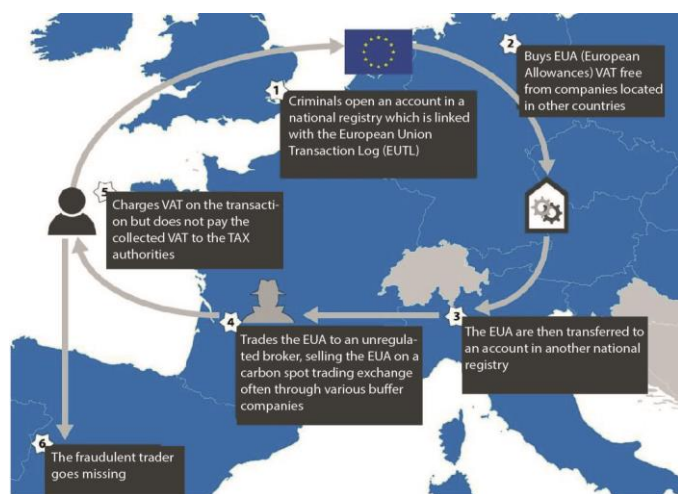 1
Criminals open an account in a
national registry which is linked
with the European Union
Transaction Log (EUTL)
2
Buys EUA (European
Allowances) VAT free
from companies located
in other countries
3
The EUA are then transferred to
an account in another national
registry
4
Trades the EUA to an unregula-
ted broker, selling the EUA on a
carbon spot trading exchange
often through various buffer
companies
5
Charges VAT on the transacti-
on but does not pay the
collected VAT to the TAX
authorities
6
The fraudulent trader
goes missing